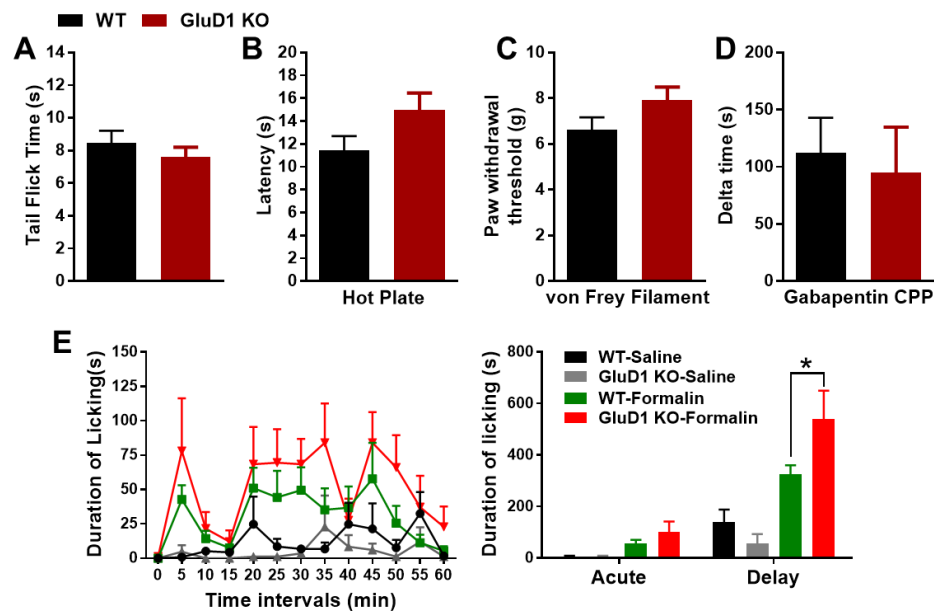 WT GluD1 KO
A
Tail Flick Time (s)
14
12
10
8
6
4
2
0
B
Latency (s)
20
18
16
14
12
10
8
6
4
2
0
Hot Plate
C
Paw withdrawal
threshold (g)
10
8
6
4
2
0
von Frey Filament
D
Delta time (s)
200
150
100
50
0
Gabapentin CPP
E
Duration of Licking(s)
150
125
100
75
50
25
0
0 5 10 15 20 25 30 35 40 45 50 55 60
Time intervals (min)
Duration of licking (s)
800
600
400
200
0
WT-Saline
GluD1 KO-Saline
WT-Formalin
GluD1 KO-Formalin
*
Acute Delay